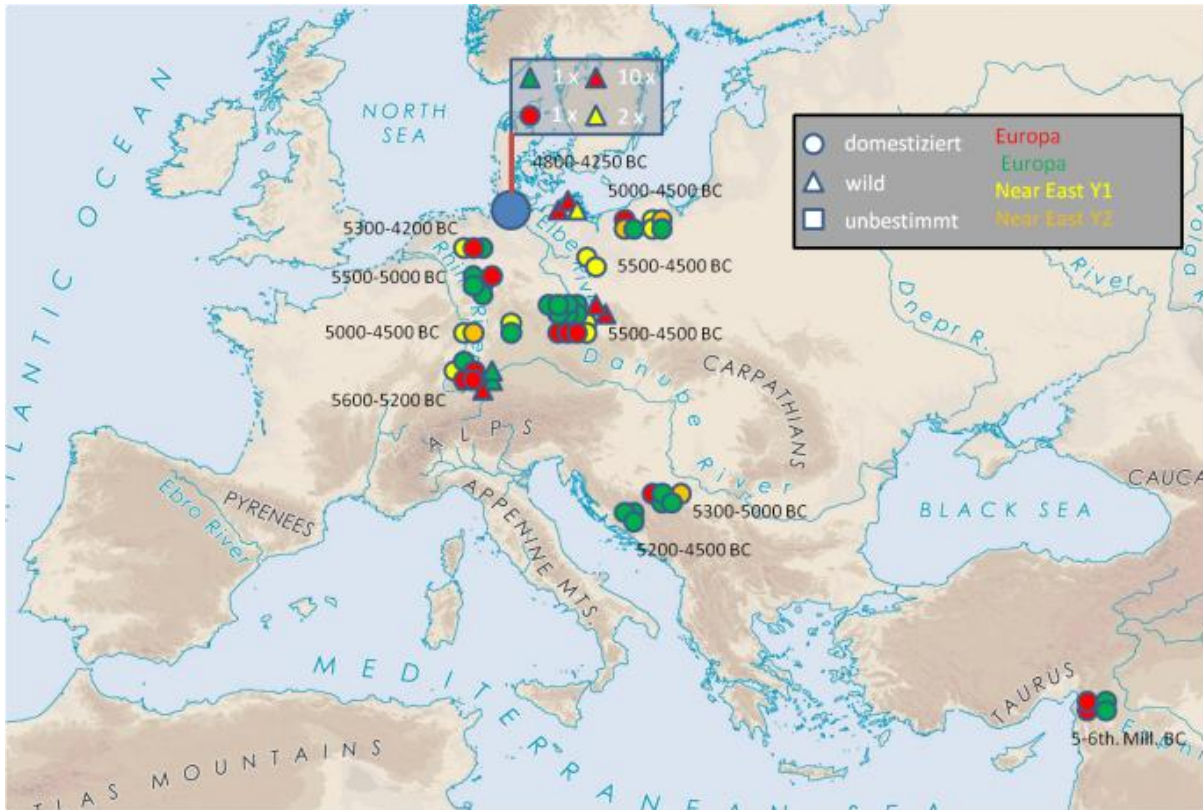 1 x 10 x
1 x 2 x
NORTH
SEA
ATLANTIC OCEAN
4800-4250 BC
5000-4500 BC
domestiziert
wild
unbestimmt
Europa
Europa
Near East Y1
Near East Y2
5300-4200 BC
5500-5000 BC
5500-4500 BC
River
Dnepr R.
5000-4500 BC
5500-4500 BC
Danube
River
CARPATHIANS
5600-5200 BC
ALPS
PYRENEES
Ebro River
APPENINE MTS.
5300-5000 BC
5200-4500 BC
BLACK SEA
CAUCA
TAURUS
5-6th. Mill. BC
MEDITERRANEAN SEA
TLAS MOUNTAINS